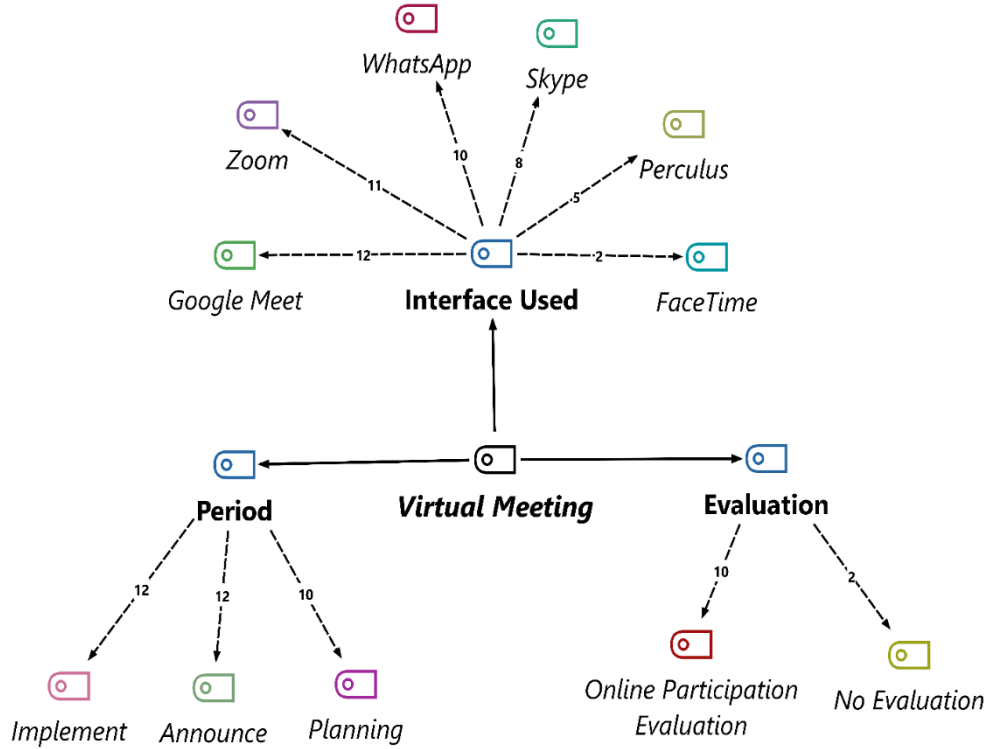 WhatsApp
Skype
Zoom
Perculus
10
8
11
5
12
2
Google Meet
Interface Used
FaceTime
Period
Virtual Meeting
Evaluation
12
12
10
10
2
Implement
Announce
Planning
Online Participation
Evaluation
No Evaluation